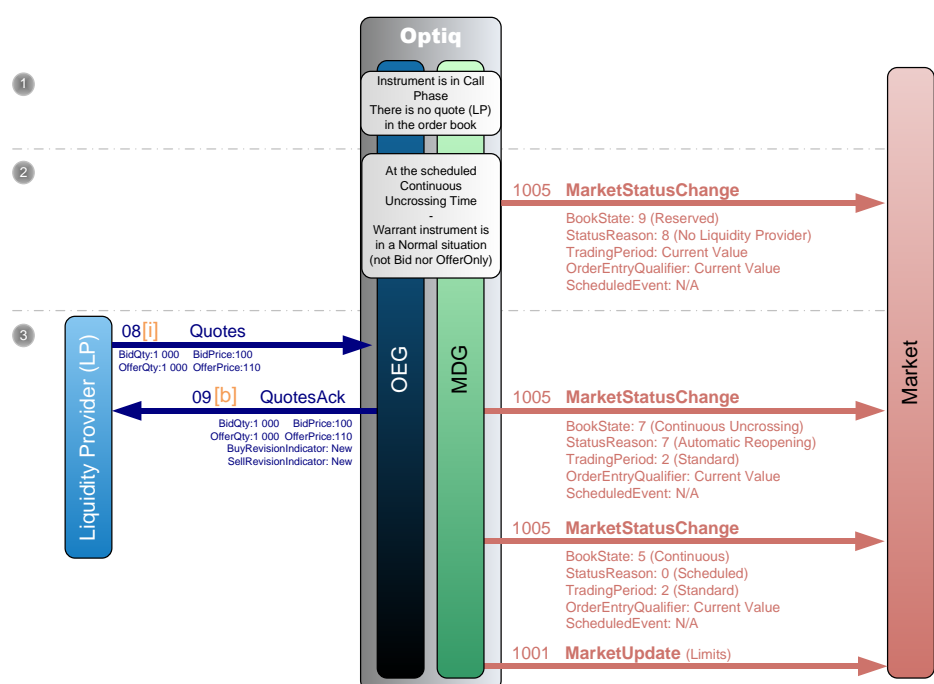 Optiq
1
Instrument is in Call
Phase
There is no quote (LP)
in the order book
2
At the scheduled
Continuous
Uncrossing Time
-
Warrant instrument is
in a Normal situation
(not Bid nor OfferOnly)
1005 MarketStatusChange
BookState: 9 (Reserved)
StatusReason: 8 (No Liquidity Provider)
TradingPeriod: Current Value
OrderEntryQualifier: Current Value
ScheduledEvent: N/A
3
Liquidity Provider (LP)
08[i] Quotes
BidQty:1 000 BidPrice:100
OfferQty:1 000 OfferPrice:110
09[b] QuotesAck
BidQty:1 000 BidPrice:100
OfferQty:1 000 OfferPrice:110
BuyRevisionIndicator: New
SellRevisionIndicator: New
OEG
MDG
1005 MarketStatusChange
BookState: 7 (Continuous Uncrossing)
StatusReason: 7 (Automatic Reopening)
TradingPeriod: 2 (Standard)
OrderEntryQualifier: Current Value
ScheduledEvent: N/A
1005 MarketStatusChange
BookState: 5 (Continuous)
StatusReason: 0 (Scheduled)
TradingPeriod: 2 (Standard)
OrderEntryQualifier: Current Value
ScheduledEvent: N/A
1001 MarketUpdate (Limits)
Market